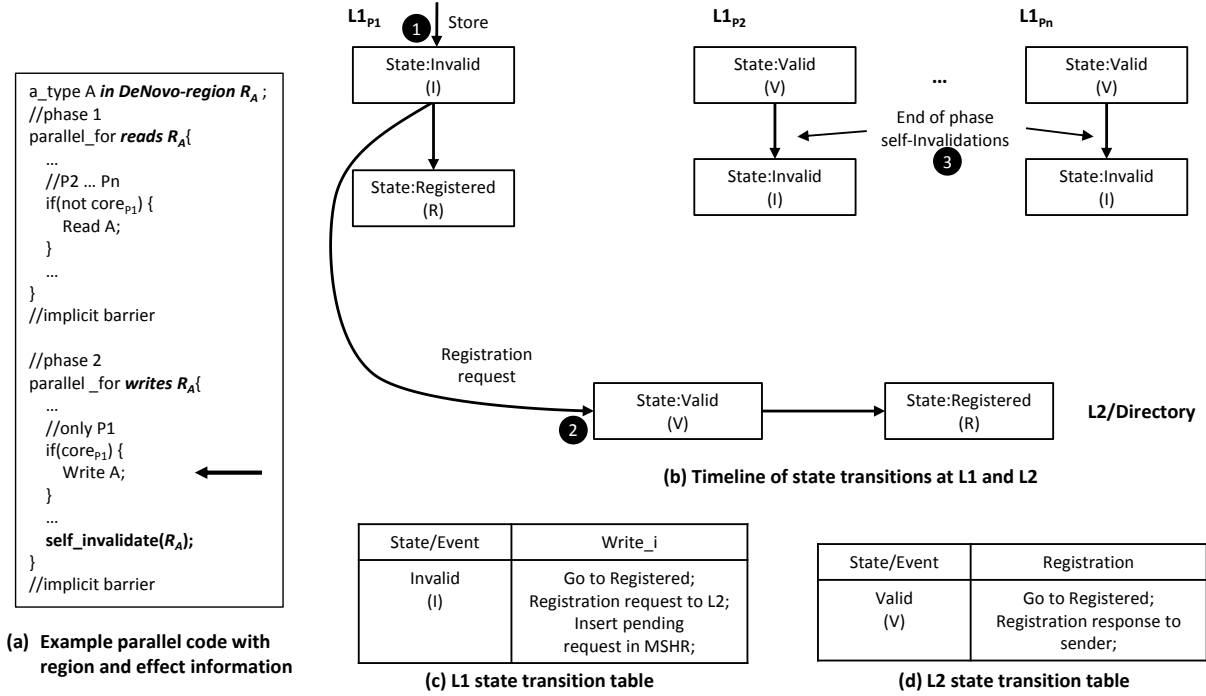 a_type A in DeNovo-region R_A ;
//phase 1
parallel_for reads R_A{
...
//P2 ... Pn
if(not core_P1) {
Read A;
}
...
}
//implicit barrier
//phase 2
parallel _for writes R_A{
...
//only P1
if(core_P1) {
Write A;
}
...
self_invalidate(R_A);
}
//implicit barrier
(a) Example parallel code with
region and effect information
L1_P1
1
Store
State:Invalid
(I)
State:Registered
(R)
L1_P2
State:Valid
(V)
State:Invalid
(I)
...
End of phase
self-Invalidations
3
L1_Pn
State:Valid
(V)
State:Invalid
(I)
Registration
request
2
State:Valid
(V)
State:Registered
(R)
L2/Directory
(b) Timeline of state transitions at L1 and L2
State/Event Write_i
Invalid
(I)
Go to Registered;
Registration request to L2;
Insert pending
request in MSHR;
(c) L1 state transition table
State/Event Registration
Valid
(V)
Go to Registered;
Registration response to
sender;
(d) L2 state transition table